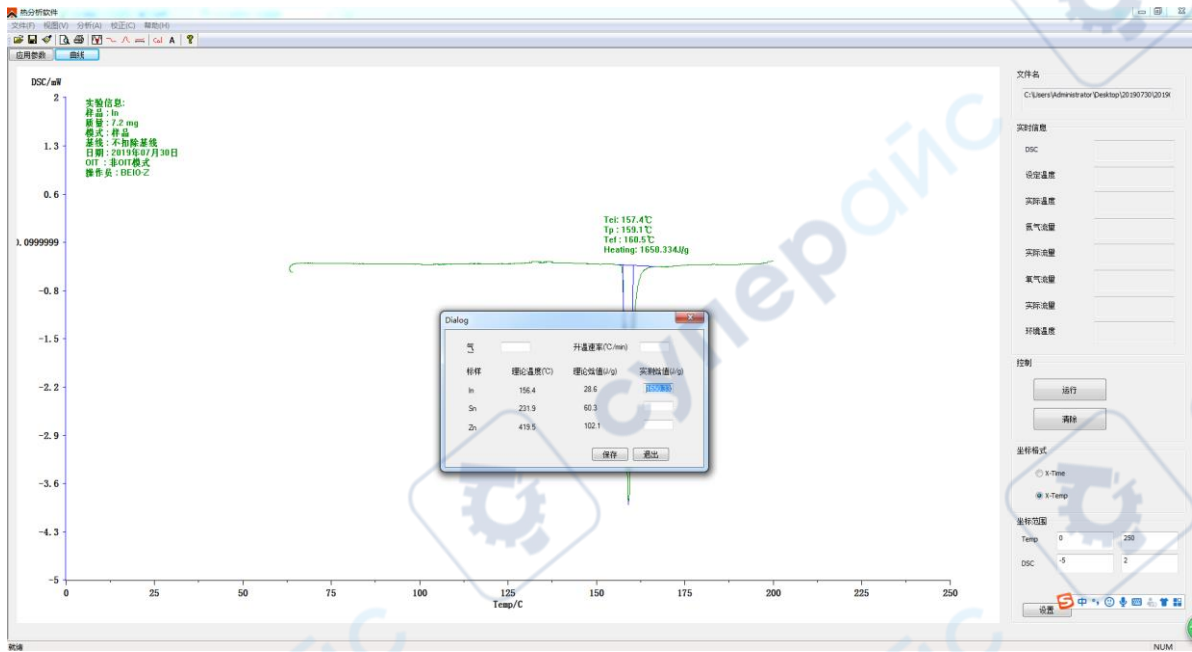 热分析软件
文件(F) 视图(V) 分析(A) 校正(C) 帮助(H)
Cal A ?
应用参数 曲线
DSC/mW
2
1.3
0.6
). 0999999
-0.8
-1.5
-2.2
-2.9
-3.6
-4.3
-5
0 25 50 75 100 125 150 175 200 225 250
Temp/C
实验信息:
样品 : In
质量 : 7.2 mg
模式 : 样品
基线 : 不扣除基线
日期 : 2019年07月30日
OIT : 非OIT模式
操作员 : BEIO-Z
Tei: 157.4℃
Tp : 159.1℃
Tef : 160.5℃
Heating: 1650.334J/g
Dialog
气 升温速率(℃/min)
标样 理论温度(℃) 理论焓值(J/g) 实测焓值(J/g)
In 156.4 28.6 1650.33
Sn 231.9 60.3
Zn 419.5 102.1
保存 退出
文件名
C:\Users\Administrator\Desktop\20190730\2019
实时信息
DSC
设定温度
实际温度
氮气流量
实际流量
氧气流量
实际流量
环境温度
控制
运行
清除
坐标格式
X-Time
X-Temp
坐标范围
Temp 0 250
DSC -5 2
设置
中
就绪
NUM
суперайс